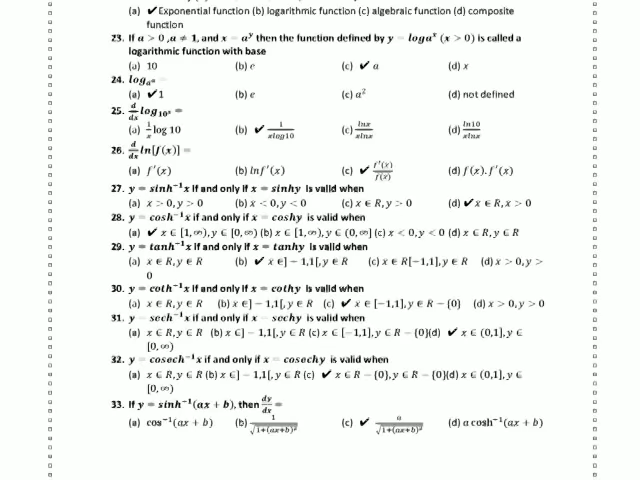 (a) ✔Exponential function (b) logarithmic function (c) algebraic function (d) composite
function
23. If a > 0 ,a ≠ 1, and x = a^y then the function defined by y = loga^x (x > 0) is called a
logarithmic function with base
(a) 10 (b) e (c) ✔ a (d) x
24. log_a^a =
(a) ✔1 (b) e (c) a² (d) not defined
25. d/dx log_10^x =
(a) 1/x log 10 (b) ✔ 1/xlog10 (c) lnx/xlnx (d) ln10/xlnx
26. d/dx ln[f(x)] =
(a) f′(x) (b) lnf′(x) (c) ✔ f′(x)/f(x) (d) f(x).f′(x)
27. y = sinh⁻¹x if and only if x = sinhy is valid when
(a) x > 0, y > 0 (b) x < 0, y < 0 (c) x ∈ R, y > 0 (d) ✔x ∈ R, x > 0
28. y = cosh⁻¹x if and only if x = coshy is valid when
(a) ✔ x ∈ [1,∞), y ∈ [0,∞) (b) x ∈ [1,∞), y ∈ (0,∞] (c) x < 0, y < 0 (d) x ∈ R, y ∈ R
29. y = tanh⁻¹x if and only if x = tanhy is valid when
(a) x ∈ R, y ∈ R (b) ✔ x ∈] − 1,1[, y ∈ R (c) x ∈ R[−1,1], y ∈ R (d) x > 0, y >
0
30. y = coth⁻¹x if and only if x = cothy is valid when
(a) x ∈ R, y ∈ R (b) x ∈] − 1,1[, y ∈ R (c) ✔ x ∈ [−1,1], y ∈ R − {0} (d) x > 0, y > 0
31. y = sech⁻¹x if and only if x = sechy is valid when
(a) x ∈ R, y ∈ R (b) x ∈] − 1,1[, y ∈ R (c) x ∈ [−1,1], y ∈ R − {0}(d) ✔ x ∈ (0,1], y ∈
[0,∞)
32. y = cosech⁻¹x if and only if x = cosechy is valid when
(a) x ∈ R, y ∈ R (b) x ∈] − 1,1[, y ∈ R (c) ✔ x ∈ R − {0}, y ∈ R − {0}(d) x ∈ (0,1], y ∈
[0,∞)
33. If y = sinh⁻¹(ax + b), then dy/dx =
(a) cos⁻¹(ax + b) (b) 1/√1+(ax+b)² (c) ✔ a/√1+(ax+b)² (d) a cosh⁻¹(ax + b)